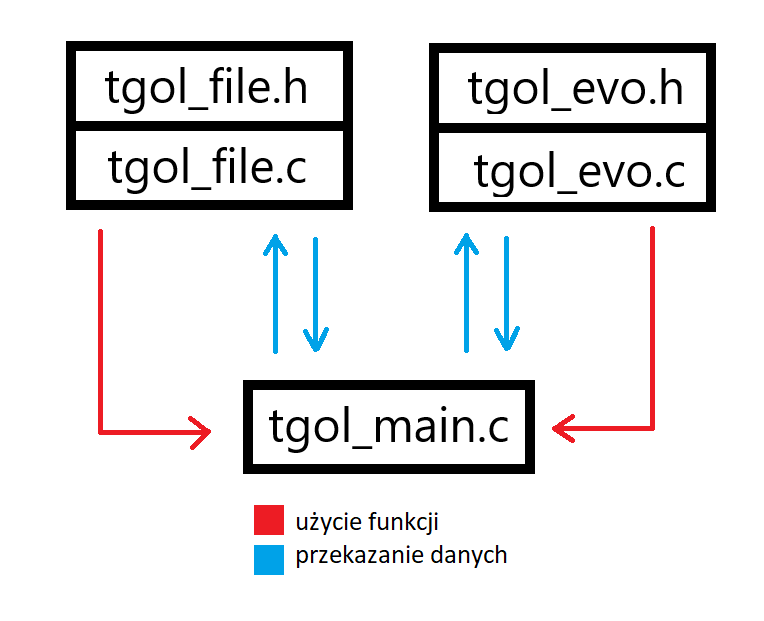 tgol_file.h
tgol_file.c
tgol_evo.h
tgol_evo.c
tgol_main.c
użycie funkcji
przekazanie danych